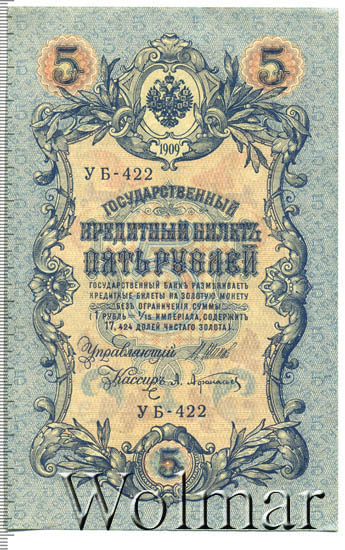 5 5
1909
УБ-422
ГОСУДАРСТВЕННЫЙ
КРЕДИТНЫЙ БИЛЕТЪ
ПЯТЬ РУБЛЕЙ
ГОСУДАРСТВЕННЫЙ БАНКЪ РАЗМѢНИВАЕТЪ
КРЕДИТНЫЕ БИЛЕТЫ НА ЗОЛОТУЮ МОНЕТУ
БЕЗЪ ОГРАНИЧЕНІЯ СУММЫ
(1 РУБЛЬ = 1/15 ИМПЕРІАЛА, СОДЕРЖИТЪ
17,424 ДОЛЕЙ ЧИСТАГО ЗОЛОТА).
Управляющій
Кассиръ А. Афанасьев
УБ-422
5
Wolmar